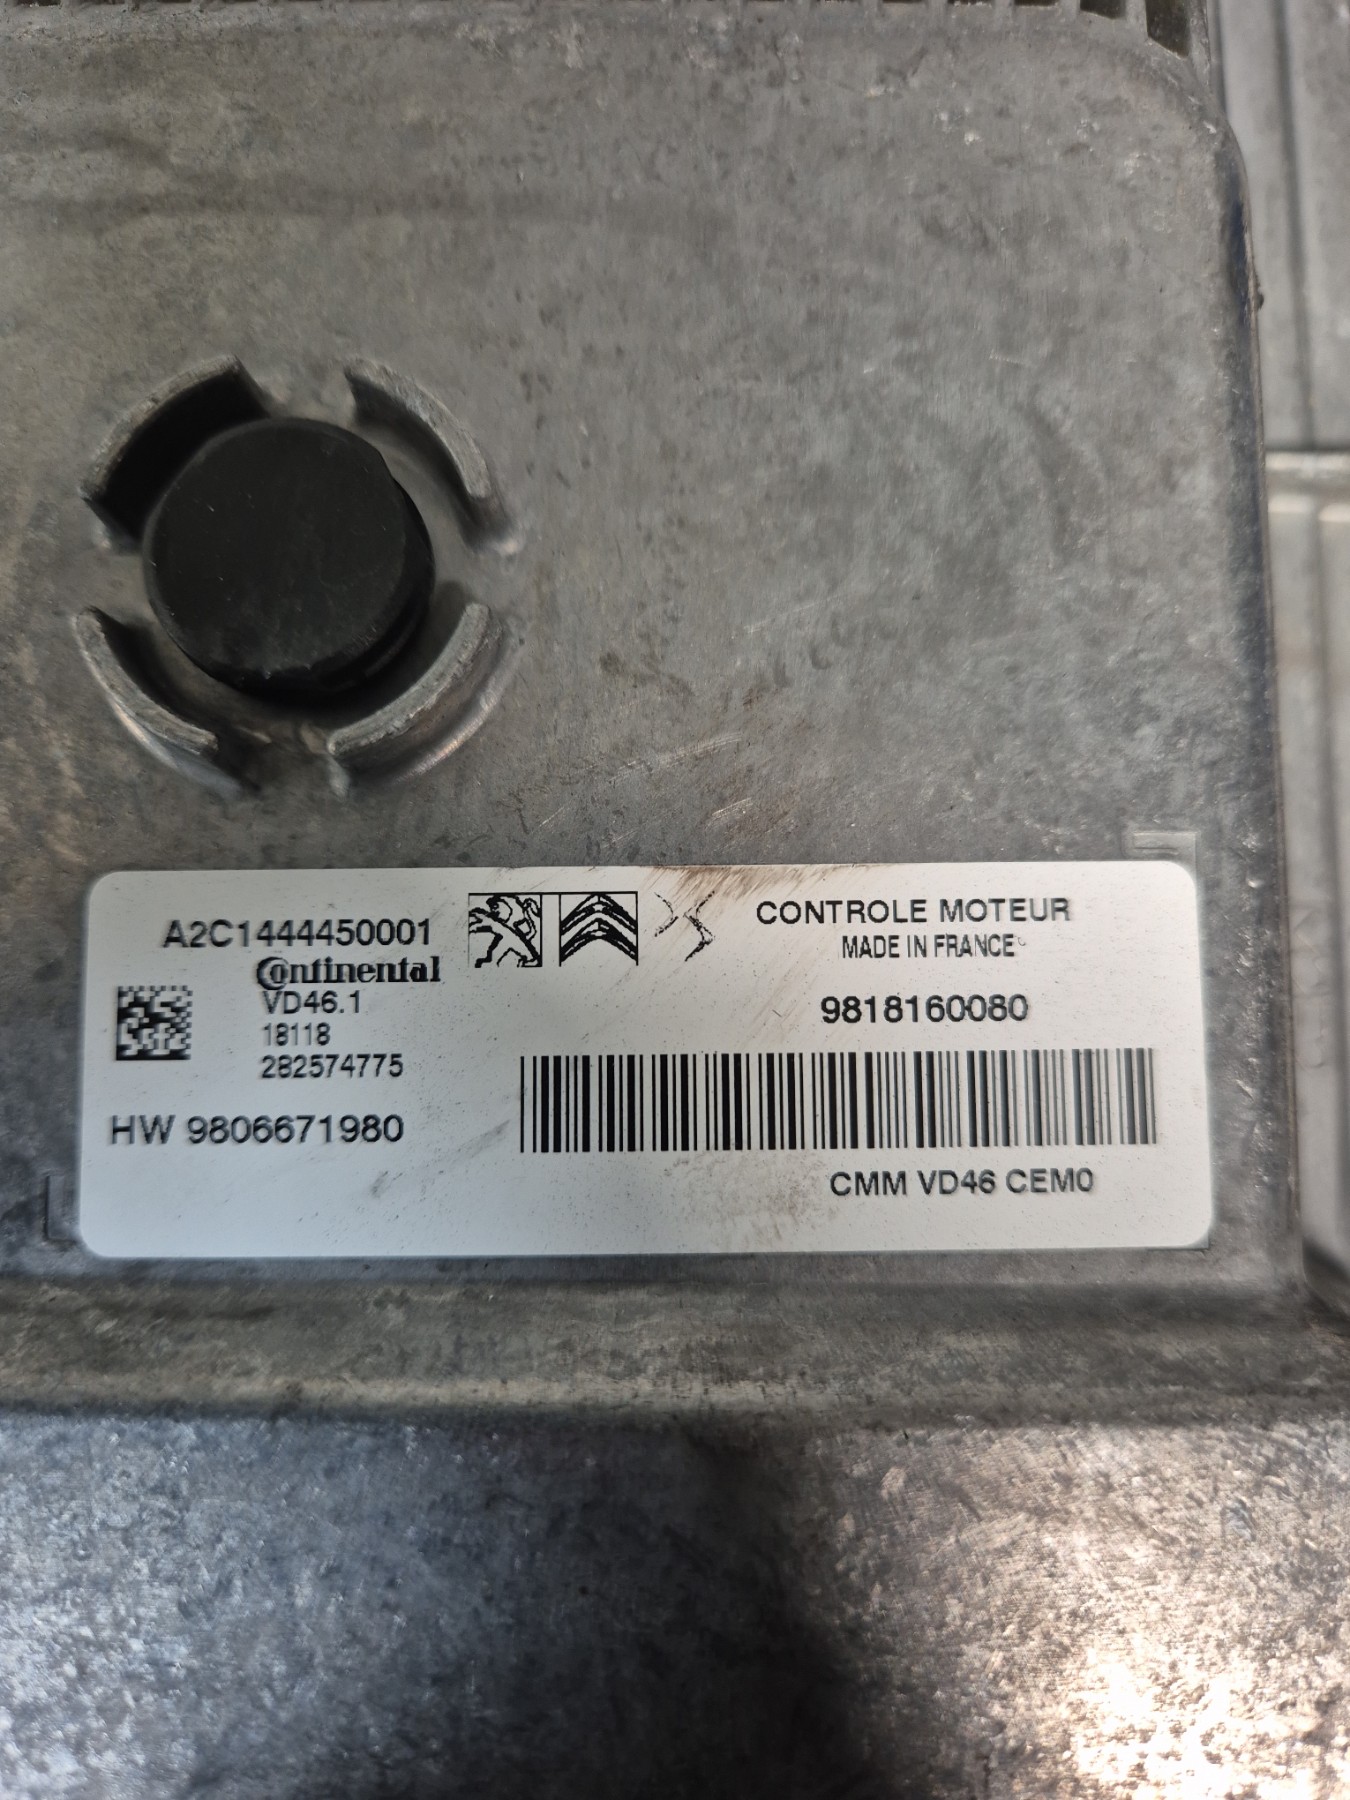 A2C1444450001
Continental
VD46.1
18118
282574775
HW 9806671980
CONTROLE MOTEUR
MADE IN FRANCE
9818160080
CMM VD46 CEM0